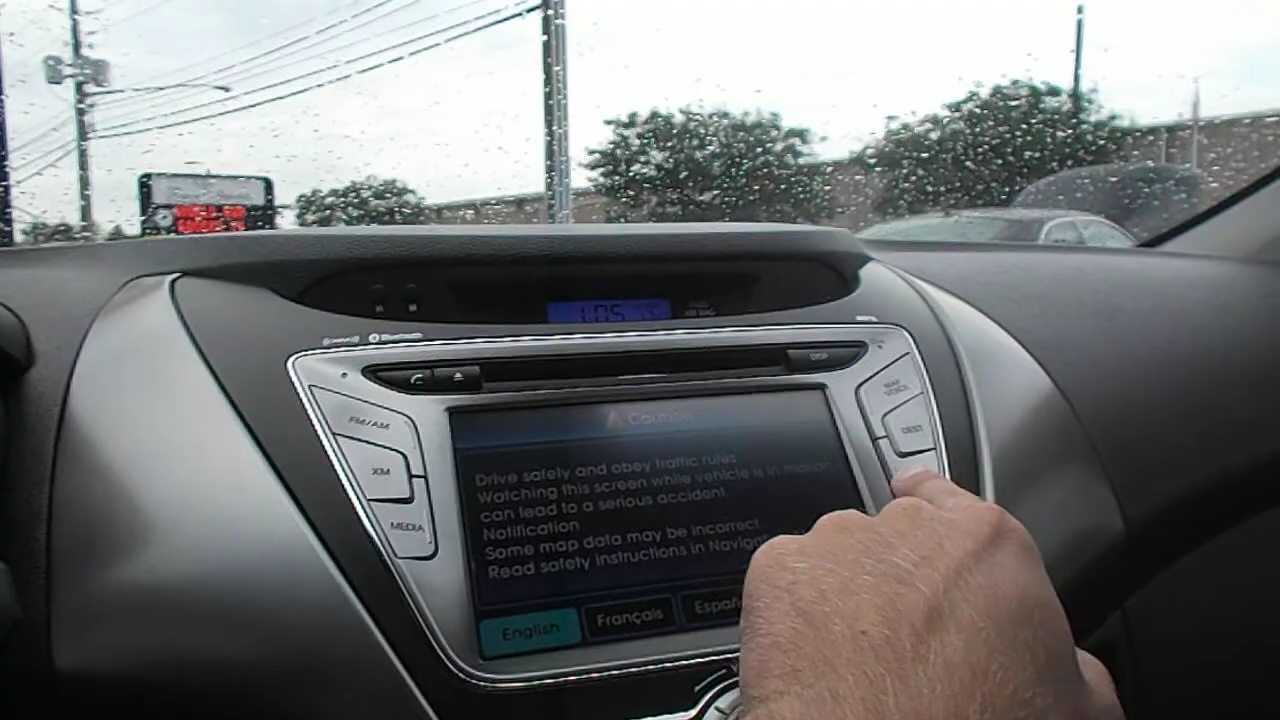 1:05
Bluetooth
DISP
FM/AM
XM
MEDIA
MAP
VOICE
DEST
Caution
Drive safely and obey traffic rules
Watching this screen while vehicle is in motion
can lead to a serious accident.
Notification
Some map data may be incorrect
Read safety instructions in
English
Français